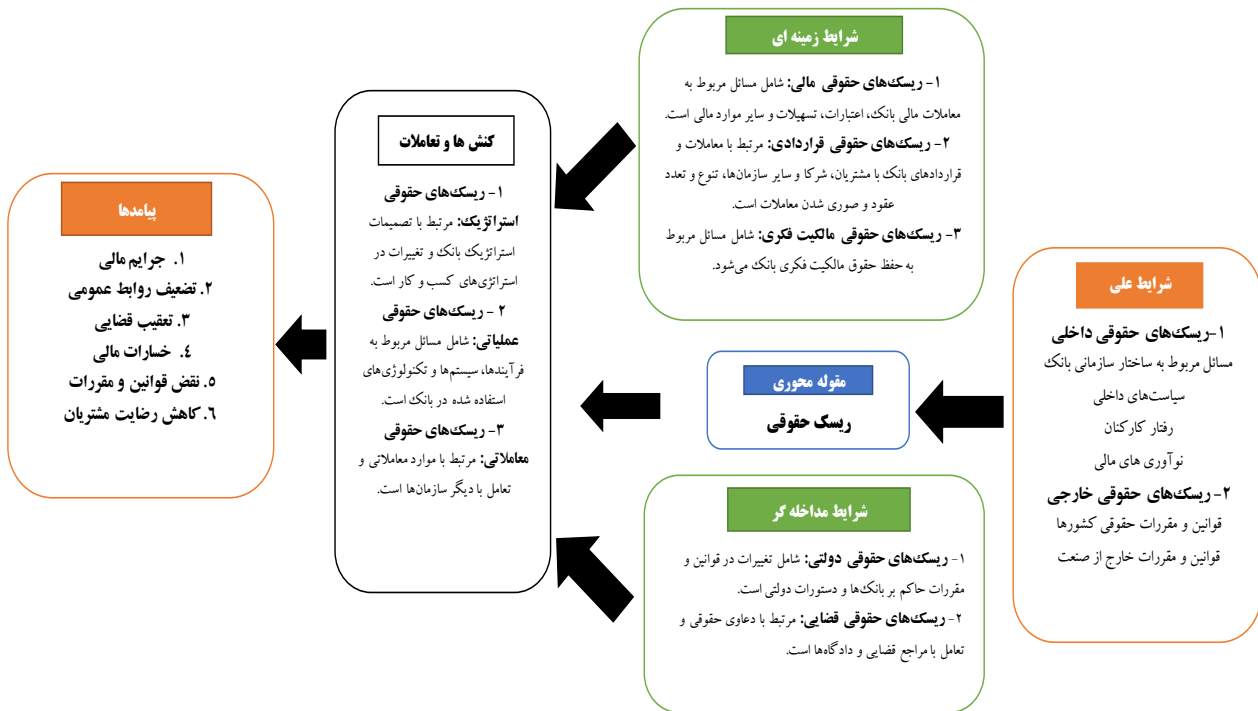 شرایط علی
۱-ریسک‌های حقوقی داخلی
مسائل مربوط به ساختار سازمانی بانک
سیاست‌های داخلی
رفتار کارکنان
نوآوری های مالی
۲-ریسک‌های حقوقی خارجی
قوانین و مقررات حقوقی کشورها
قوانین و مقررات خارج از صنعت
شرایط زمینه ای
۱- ریسک‌های حقوقی مالی: شامل مسائل مربوط به
معاملات مالی بانک، اعتبارات، تسهیلات و سایر موارد مالی است.
۲- ریسک‌های حقوقی قراردادی: مرتبط با معاملات و
قراردادهای بانک با مشتریان، شرکا و سایر سازمان‌ها، تنوع و تعدد
عقود و صوری شدن معاملات است.
۳- ریسک‌های حقوقی مالکیت فکری: شامل مسائل مربوط
به حفظ حقوق مالکیت فکری بانک می‌شود.
مقوله محوری
ریسک حقوقی
شرایط مداخله گر
۱- ریسک‌های حقوقی دولتی: شامل تغییرات در قوانین و
مقررات حاکم بر بانک‌ها و دستورات دولتی است.
۲- ریسک‌های حقوقی قضایی: مرتبط با دعاوی حقوقی و
تعامل با مراجع قضایی و دادگاه‌ها است.
کنش ها و تعاملات
۱- ریسک‌های حقوقی
استراتژیک: مرتبط با تصمیمات
استراتژیک بانک و تغییرات در
استراتژی‌های کسب و کار است.
۲ - ریسک‌های حقوقی
عملیاتی: شامل مسائل مربوط به
فرآیندها، سیستم‌ها و تکنولوژی‌های
استفاده شده در بانک است.
۳- ریسک‌های حقوقی
معاملاتی: مرتبط با موارد معاملاتی و
تعامل با دیگر سازمان‌ها است.
پیامدها
۱. جرایم مالی
۲. تضعیف روابط عمومی
۳. تعقیب قضایی
٤. خسارات مالی
۵. نقض قوانین و مقررات
۶. کاهش رضایت مشتریان